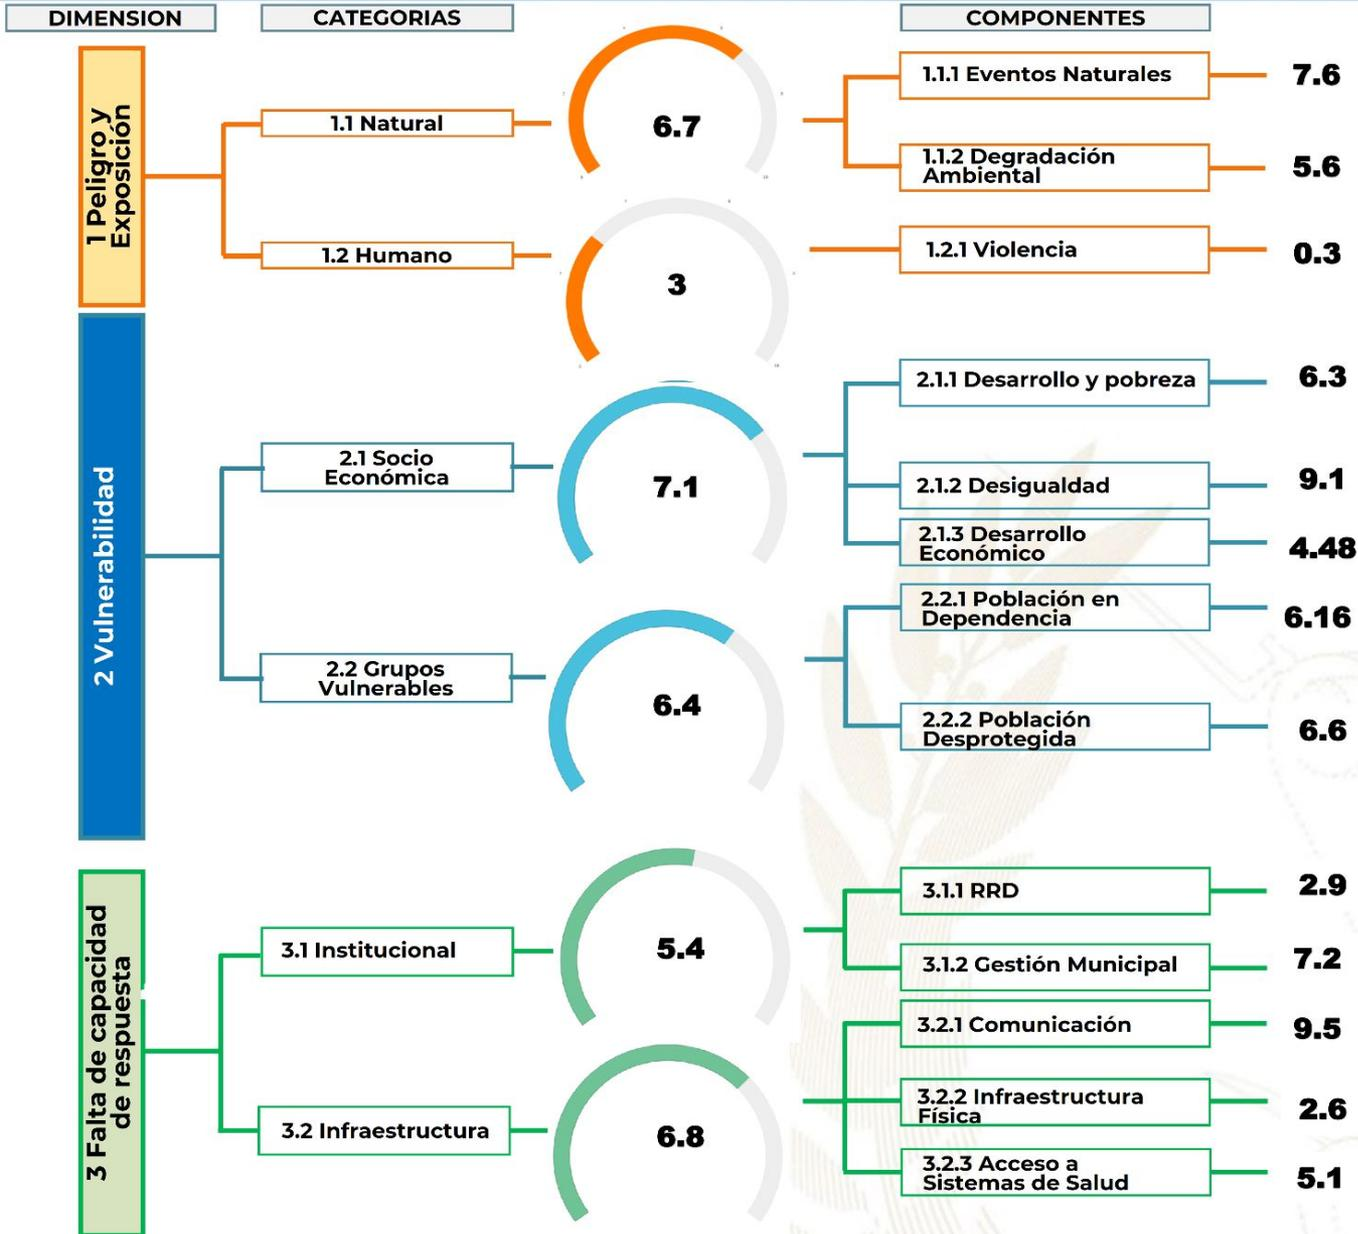 DIMENSION
CATEGORIAS
COMPONENTES
1 Peligro y
Exposición
1.1 Natural
6.7
1.1.1 Eventos Naturales
7.6
1.1.2 Degradación
Ambiental
5.6
1.2 Humano
3
1.2.1 Violencia
0.3
2 Vulnerabilidad
2.1 Socio
Económica
7.1
2.1.1 Desarrollo y pobreza
6.3
2.1.2 Desigualdad
9.1
2.1.3 Desarrollo
Económico
4.48
2.2 Grupos
Vulnerables
6.4
2.2.1 Población en
Dependencia
6.16
2.2.2 Población
Desprotegida
6.6
3 Falta de capacidad
de respuesta
3.1 Institucional
5.4
3.1.1 RRD
2.9
3.1.2 Gestión Municipal
7.2
3.2 Infraestructura
6.8
3.2.1 Comunicación
9.5
3.2.2 Infraestructura
Física
2.6
3.2.3 Acceso a
Sistemas de Salud
5.1